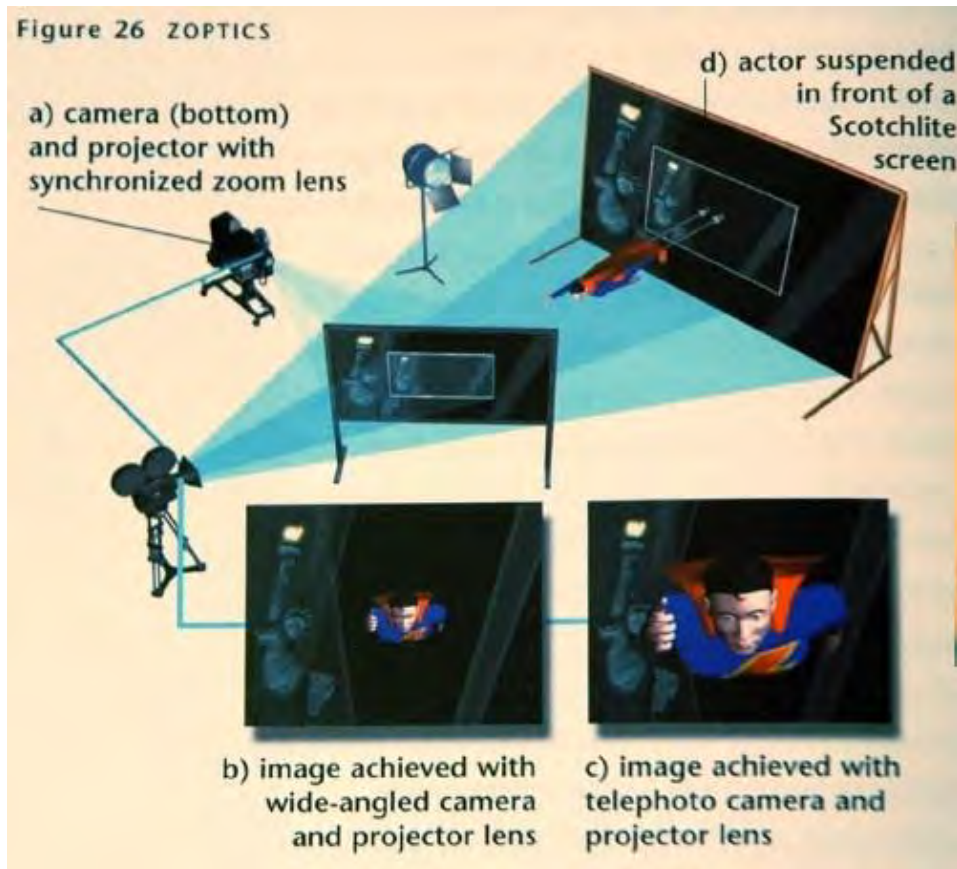 Figure 26 ZOPTICS
a) camera (bottom)
and projector with
synchronized zoom lens
d) actor suspended
in front of a
Scotchlite
screen
b) image achieved with
wide-angled camera
and projector lens
c) image achieved with
telephoto camera and
projector lens